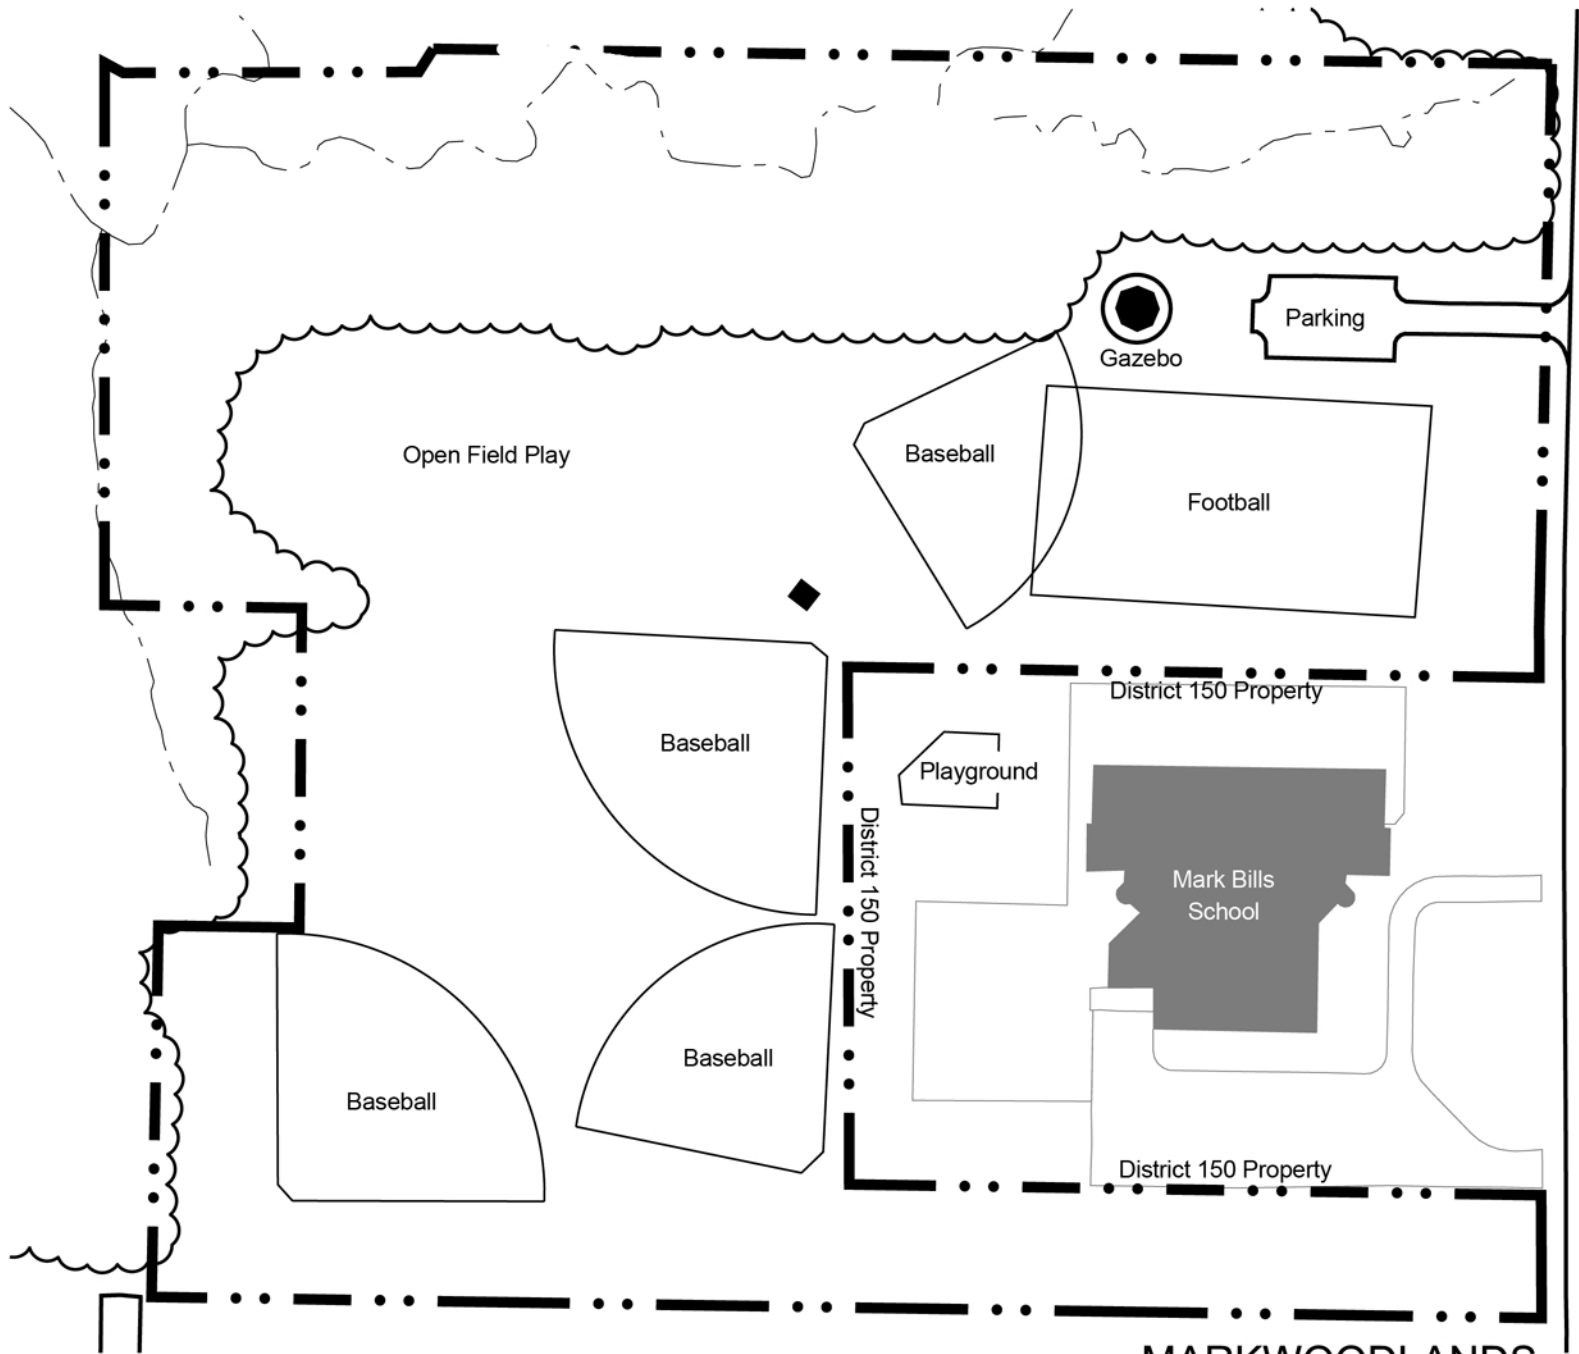 Gazebo
Parking
Open Field Play
Baseball
Football
District 150 Property
Baseball
Playground
District 150 Property
Mark Bills
School
Baseball
Baseball
District 150 Property
MARKWOODLANDS